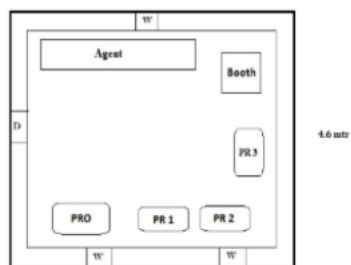 W
Agent
Booth
D
4.6 mtr
PR 3
PRO
PR 1
PR 2
W
W